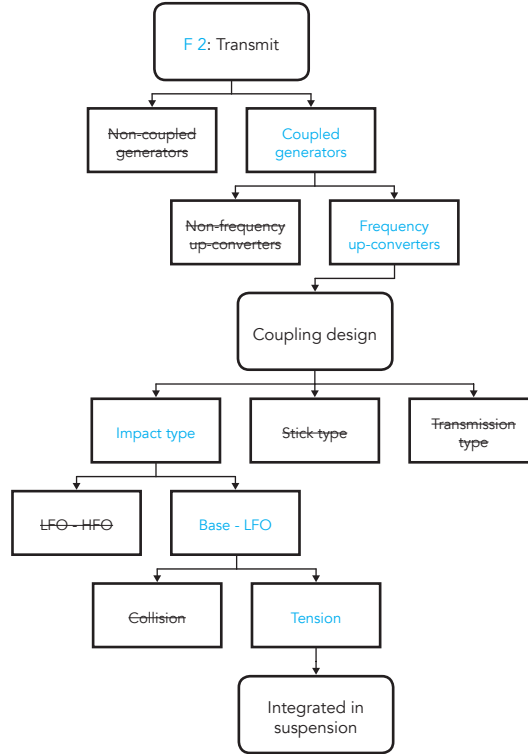 F 2: Transmit
Non-coupled
generators
Coupled
generators
Non-frequency
up-converters
Frequency
up-converters
Coupling design
Impact type
Stick type
Transmission
type
LFO - HFO
Base - LFO
Collision
Tension
Integrated in
suspension